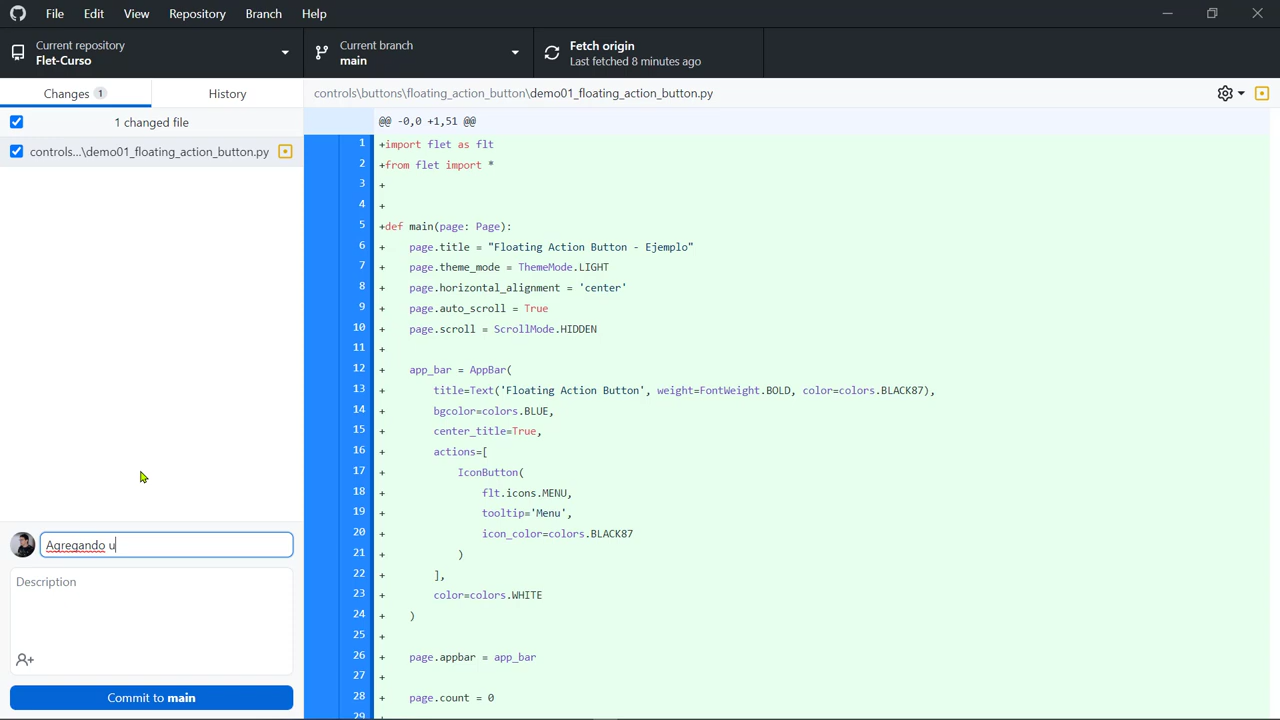 File Edit View Repository Branch Help
Current repository
Flet-Curso
Current branch
main
Fetch origin
Last fetched 8 minutes ago
Changes 1
History
controls\buttons\floating_action_button\demo01_floating_action_button.py
1 changed file
controls...\demo01_floating_action_button.py
@@ -0,0 +1,51 @@
1 +import flet as flt
2 +from flet import *
3 +
4 +
5 +def main(page: Page):
6 + page.title = "Floating Action Button - Ejemplo"
7 + page.theme_mode = ThemeMode.LIGHT
8 + page.horizontal_alignment = 'center'
9 + page.auto_scroll = True
10 + page.scroll = ScrollMode.HIDDEN
11 +
12 + app_bar = AppBar(
13 + title=Text('Floating Action Button', weight=FontWeight.BOLD, color=colors.BLACK87),
14 + bgcolor=colors.BLUE,
15 + center_title=True,
16 + actions=[
17 + IconButton(
18 + flt.icons.MENU,
19 + tooltip='Menu',
20 + icon_color=colors.BLACK87
21 + )
22 + ],
23 + color=colors.WHITE
24 + )
25 +
26 + page.appbar = app_bar
27 +
28 + page.count = 0
29
Agregando u
Description
Commit to main